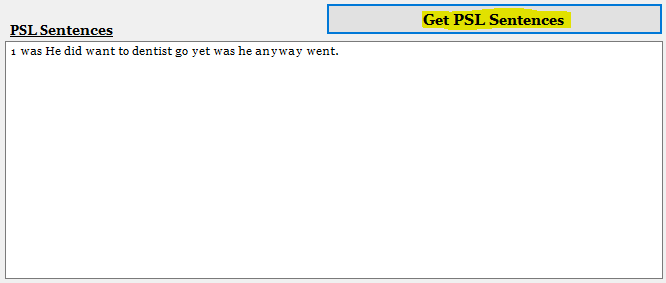 Get PSL Sentences
PSL Sentences
1 was He did want to dentist go yet was he anyway went.